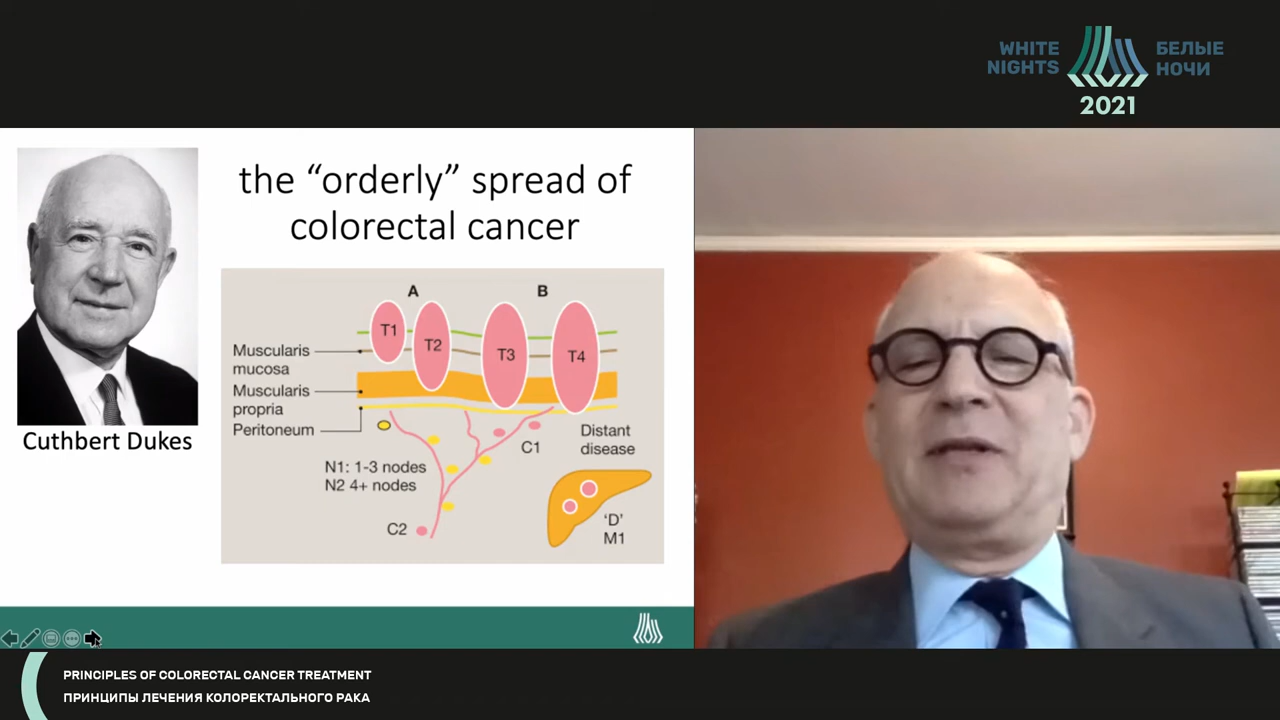 WHITE
NIGHTS
БЕЛЫЕ
НОЧИ
2021
the “orderly” spread of
colorectal cancer
Cuthbert Dukes
A
B
T1
T2
T3
T4
Muscularis
mucosa
Muscularis
propria
Peritoneum
C1
Distant
disease
N1: 1-3 nodes
N2 4+ nodes
C2
‘D’
M1
PRINCIPLES OF COLORECTAL CANCER TREATMENT
ПРИНЦИПЫ ЛЕЧЕНИЯ КОЛОРЕКТАЛЬНОГО РАКА